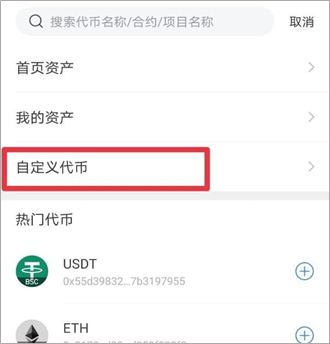 搜索代币名称/合约/项目名称
取消
首页资产
我的资产
自定义代币
热门代币
USDT
0x55d39832...7b3197955
BSC
ETH